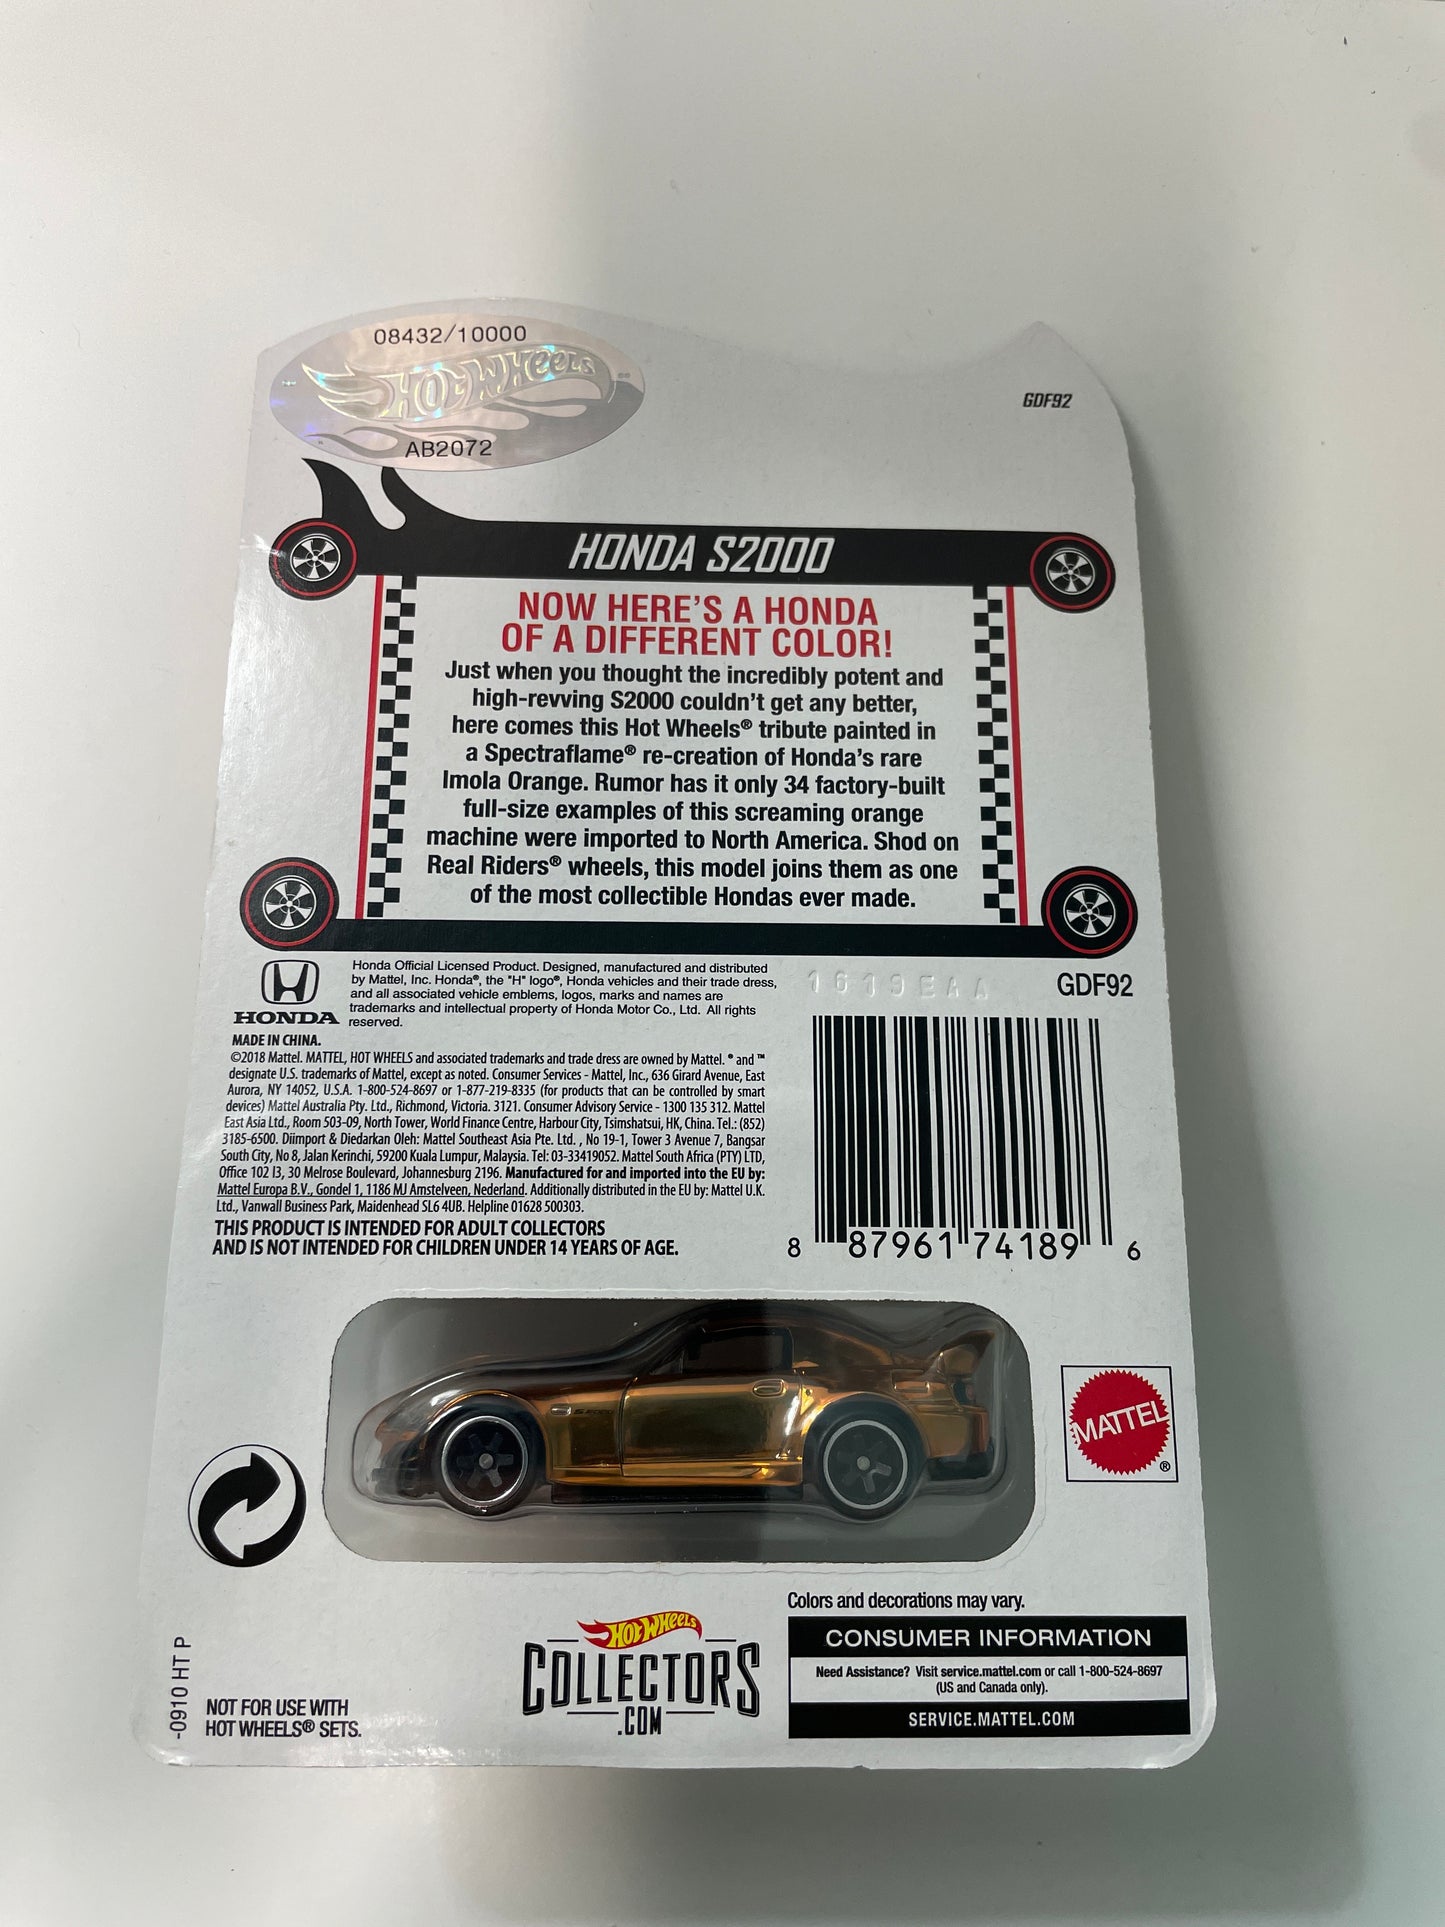 08432/10000
HOT WHEELS
AB2072
GDF92
HONDA S2000
NOW HERE'S A HONDA
OF A DIFFERENT COLOR!
Just when you thought the incredibly potent and
high-revving S2000 couldn't get any better,
here comes this Hot Wheels® tribute painted in
a Spectraflame® re-creation of Honda's rare
Imola Orange. Rumor has it only 34 factory-built
full-size examples of this screaming orange
machine were imported to North America. Shod on
Real Riders® wheels, this model joins them as one
of the most collectible Hondas ever made.
HONDA
Honda Official Licensed Product. Designed, manufactured and distributed
by Mattel, Inc. Honda®, the "H" logo®, Honda vehicles and their trade dress,
and all associated vehicle emblems, logos, marks and names are
trademarks and intellectual property of Honda Motor Co., Ltd. All rights
reserved.
1619EAA
GDF92
MADE IN CHINA.
©2018 Mattel. MATTEL, HOT WHEELS and associated trademarks and trade dress are owned by Mattel. ® and ™
designate U.S. trademarks of Mattel, except as noted. Consumer Services - Mattel, Inc., 636 Girard Avenue, East
Aurora, NY 14052, U.S.A. 1-800-524-8697 or 1-877-219-8335 (for products that can be controlled by smart
devices) Mattel Australia Pty. Ltd., Richmond, Victoria. 3121. Consumer Advisory Service - 1300 135 312. Mattel
East Asia Ltd., Room 503-09, North Tower, World Finance Centre, Harbour City, Tsimshatsui, HK, China. Tel.: (852)
3185-6500. Diimport & Diedarkan Oleh: Mattel Southeast Asia Pte. Ltd. , No 19-1, Tower 3 Avenue 7, Bangsar
South City, No 8, Jalan Kerinchi, 59200 Kuala Lumpur, Malaysia. Tel: 03-33419052. Mattel South Africa (PTY) LTD,
Office 102 I3, 30 Melrose Boulevard, Johannesburg 2196. Manufactured for and imported into the EU by:
Mattel Europa B.V., Gondel 1, 1186 MJ Amstelveen, Nederland. Additionally distributed in the EU by: Mattel U.K.
Ltd., Vanwall Business Park, Maidenhead SL6 4UB. Helpline 01628 500303.
THIS PRODUCT IS INTENDED FOR ADULT COLLECTORS
AND IS NOT INTENDED FOR CHILDREN UNDER 14 YEARS OF AGE.
8 87961 74189 6
S2000
MATTEL®
-0910 HT P
NOT FOR USE WITH
HOT WHEELS® SETS.
HOT WHEELS
COLLECTORS
.COM
Colors and decorations may vary.
CONSUMER INFORMATION
Need Assistance? Visit service.mattel.com or call 1-800-524-8697
(US and Canada only).
SERVICE.MATTEL.COM